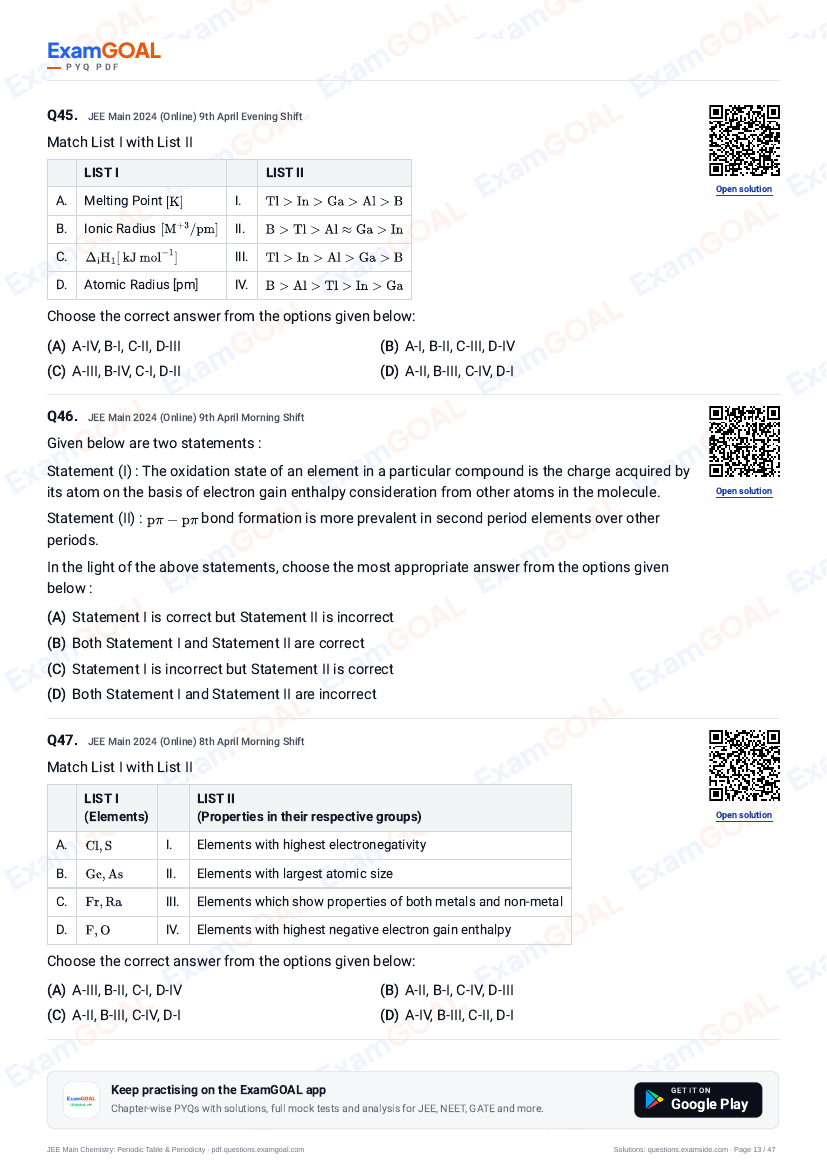 ExamGOAL
PYQ PDF
Q45. JEE Main 2024 (Online) 9th April Evening Shift
Open solution
Match List I with List II
LIST I LIST II
A. Melting Point [K] I. Tl > In > Ga > Al > B
B. Ionic Radius [M⁺³/pm] II. B > Tl > Al ≈ Ga > In
C. ΔᵢH₁[ kJ mol⁻¹] III. Tl > In > Al > Ga > B
D. Atomic Radius [pm] IV. B > Al > Tl > In > Ga
Choose the correct answer from the options given below:
(A) A-IV, B-I, C-II, D-III (B) A-I, B-II, C-III, D-IV
(C) A-III, B-IV, C-I, D-II (D) A-II, B-III, C-IV, D-I
Q46. JEE Main 2024 (Online) 9th April Morning Shift
Open solution
Given below are two statements :
Statement (I) : The oxidation state of an element in a particular compound is the charge acquired by
its atom on the basis of electron gain enthalpy consideration from other atoms in the molecule.
Statement (II) : pπ − pπ bond formation is more prevalent in second period elements over other
periods.
In the light of the above statements, choose the most appropriate answer from the options given
below :
(A) Statement I is correct but Statement II is incorrect
(B) Both Statement I and Statement II are correct
(C) Statement I is incorrect but Statement II is correct
(D) Both Statement I and Statement II are incorrect
Q47. JEE Main 2024 (Online) 8th April Morning Shift
Open solution
Match List I with List II
LIST I LIST II
(Elements) (Properties in their respective groups)
A. Cl, S I. Elements with highest electronegativity
B. Ge, As II. Elements with largest atomic size
C. Fr, Ra III. Elements which show properties of both metals and non-metal
D. F, O IV. Elements with highest negative electron gain enthalpy
Choose the correct answer from the options given below:
(A) A-III, B-II, C-I, D-IV (B) A-II, B-I, C-IV, D-III
(C) A-II, B-III, C-IV, D-I (D) A-IV, B-III, C-II, D-I
Keep practising on the ExamGOAL app
Chapter-wise PYQs with solutions, full mock tests and analysis for JEE, NEET, GATE and more.
ExamGOAL
GET IT ON
Google Play
JEE Main Chemistry: Periodic Table & Periodicity · pdf.questions.examgoal.com Solutions: questions.examside.com · Page 13 / 47